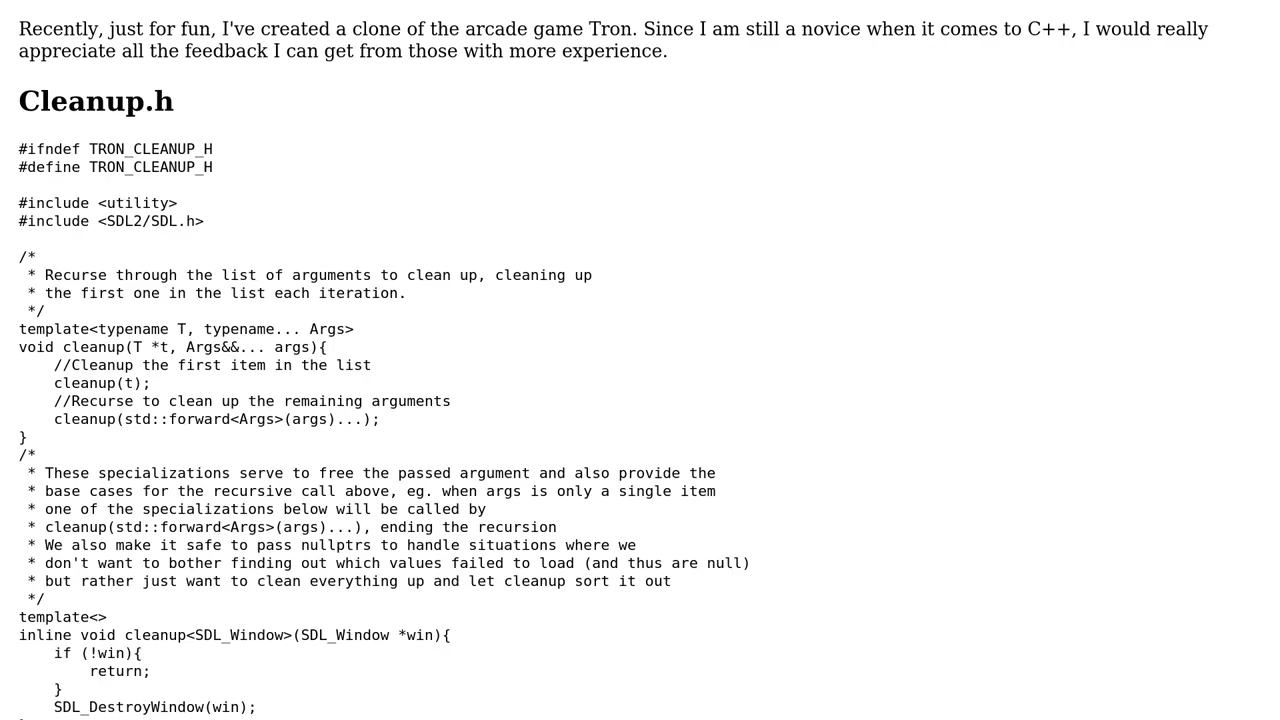 Recently, just for fun, I've created a clone of the arcade game Tron. Since I am still a novice when it comes to C++, I would really
appreciate all the feedback I can get from those with more experience.
Cleanup.h
#ifndef TRON_CLEANUP_H
#define TRON_CLEANUP_H
#include <utility>
#include <SDL2/SDL.h>
/*
 * Recurse through the list of arguments to clean up, cleaning up
 * the first one in the list each iteration.
 */
template<typename T, typename... Args>
void cleanup(T *t, Args&&... args){
    //Cleanup the first item in the list
    cleanup(t);
    //Recurse to clean up the remaining arguments
    cleanup(std::forward<Args>(args)...);
}
/*
 * These specializations serve to free the passed argument and also provide the
 * base cases for the recursive call above, eg. when args is only a single item
 * one of the specializations below will be called by
 * cleanup(std::forward<Args>(args)...), ending the recursion
 * We also make it safe to pass nullptrs to handle situations where we
 * don't want to bother finding out which values failed to load (and thus are null)
 * but rather just want to clean everything up and let cleanup sort it out
 */
template<>
inline void cleanup<SDL_Window>(SDL_Window *win){
    if (!win){
        return;
    }
    SDL_DestroyWindow(win);